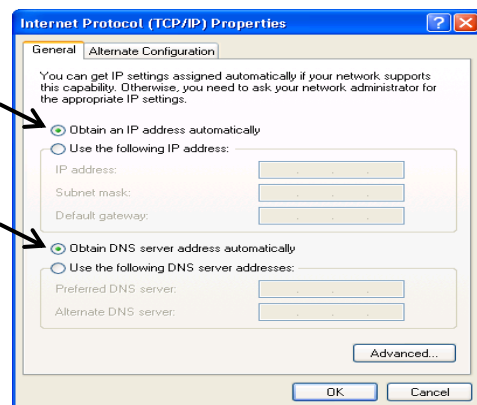 Internet Protocol (TCP/IP) Properties
General
Alternate Configuration
You can get IP settings assigned automatically if your network supports
this capability. Otherwise, you need to ask your network administrator for
the appropriate IP settings.
Obtain an IP address automatically
Use the following IP address:
IP address:
Subnet mask:
Default gateway:
Obtain DNS server address automatically
Use the following DNS server addresses:
Preferred DNS server:
Alternate DNS server:
Advanced...
OK
Cancel